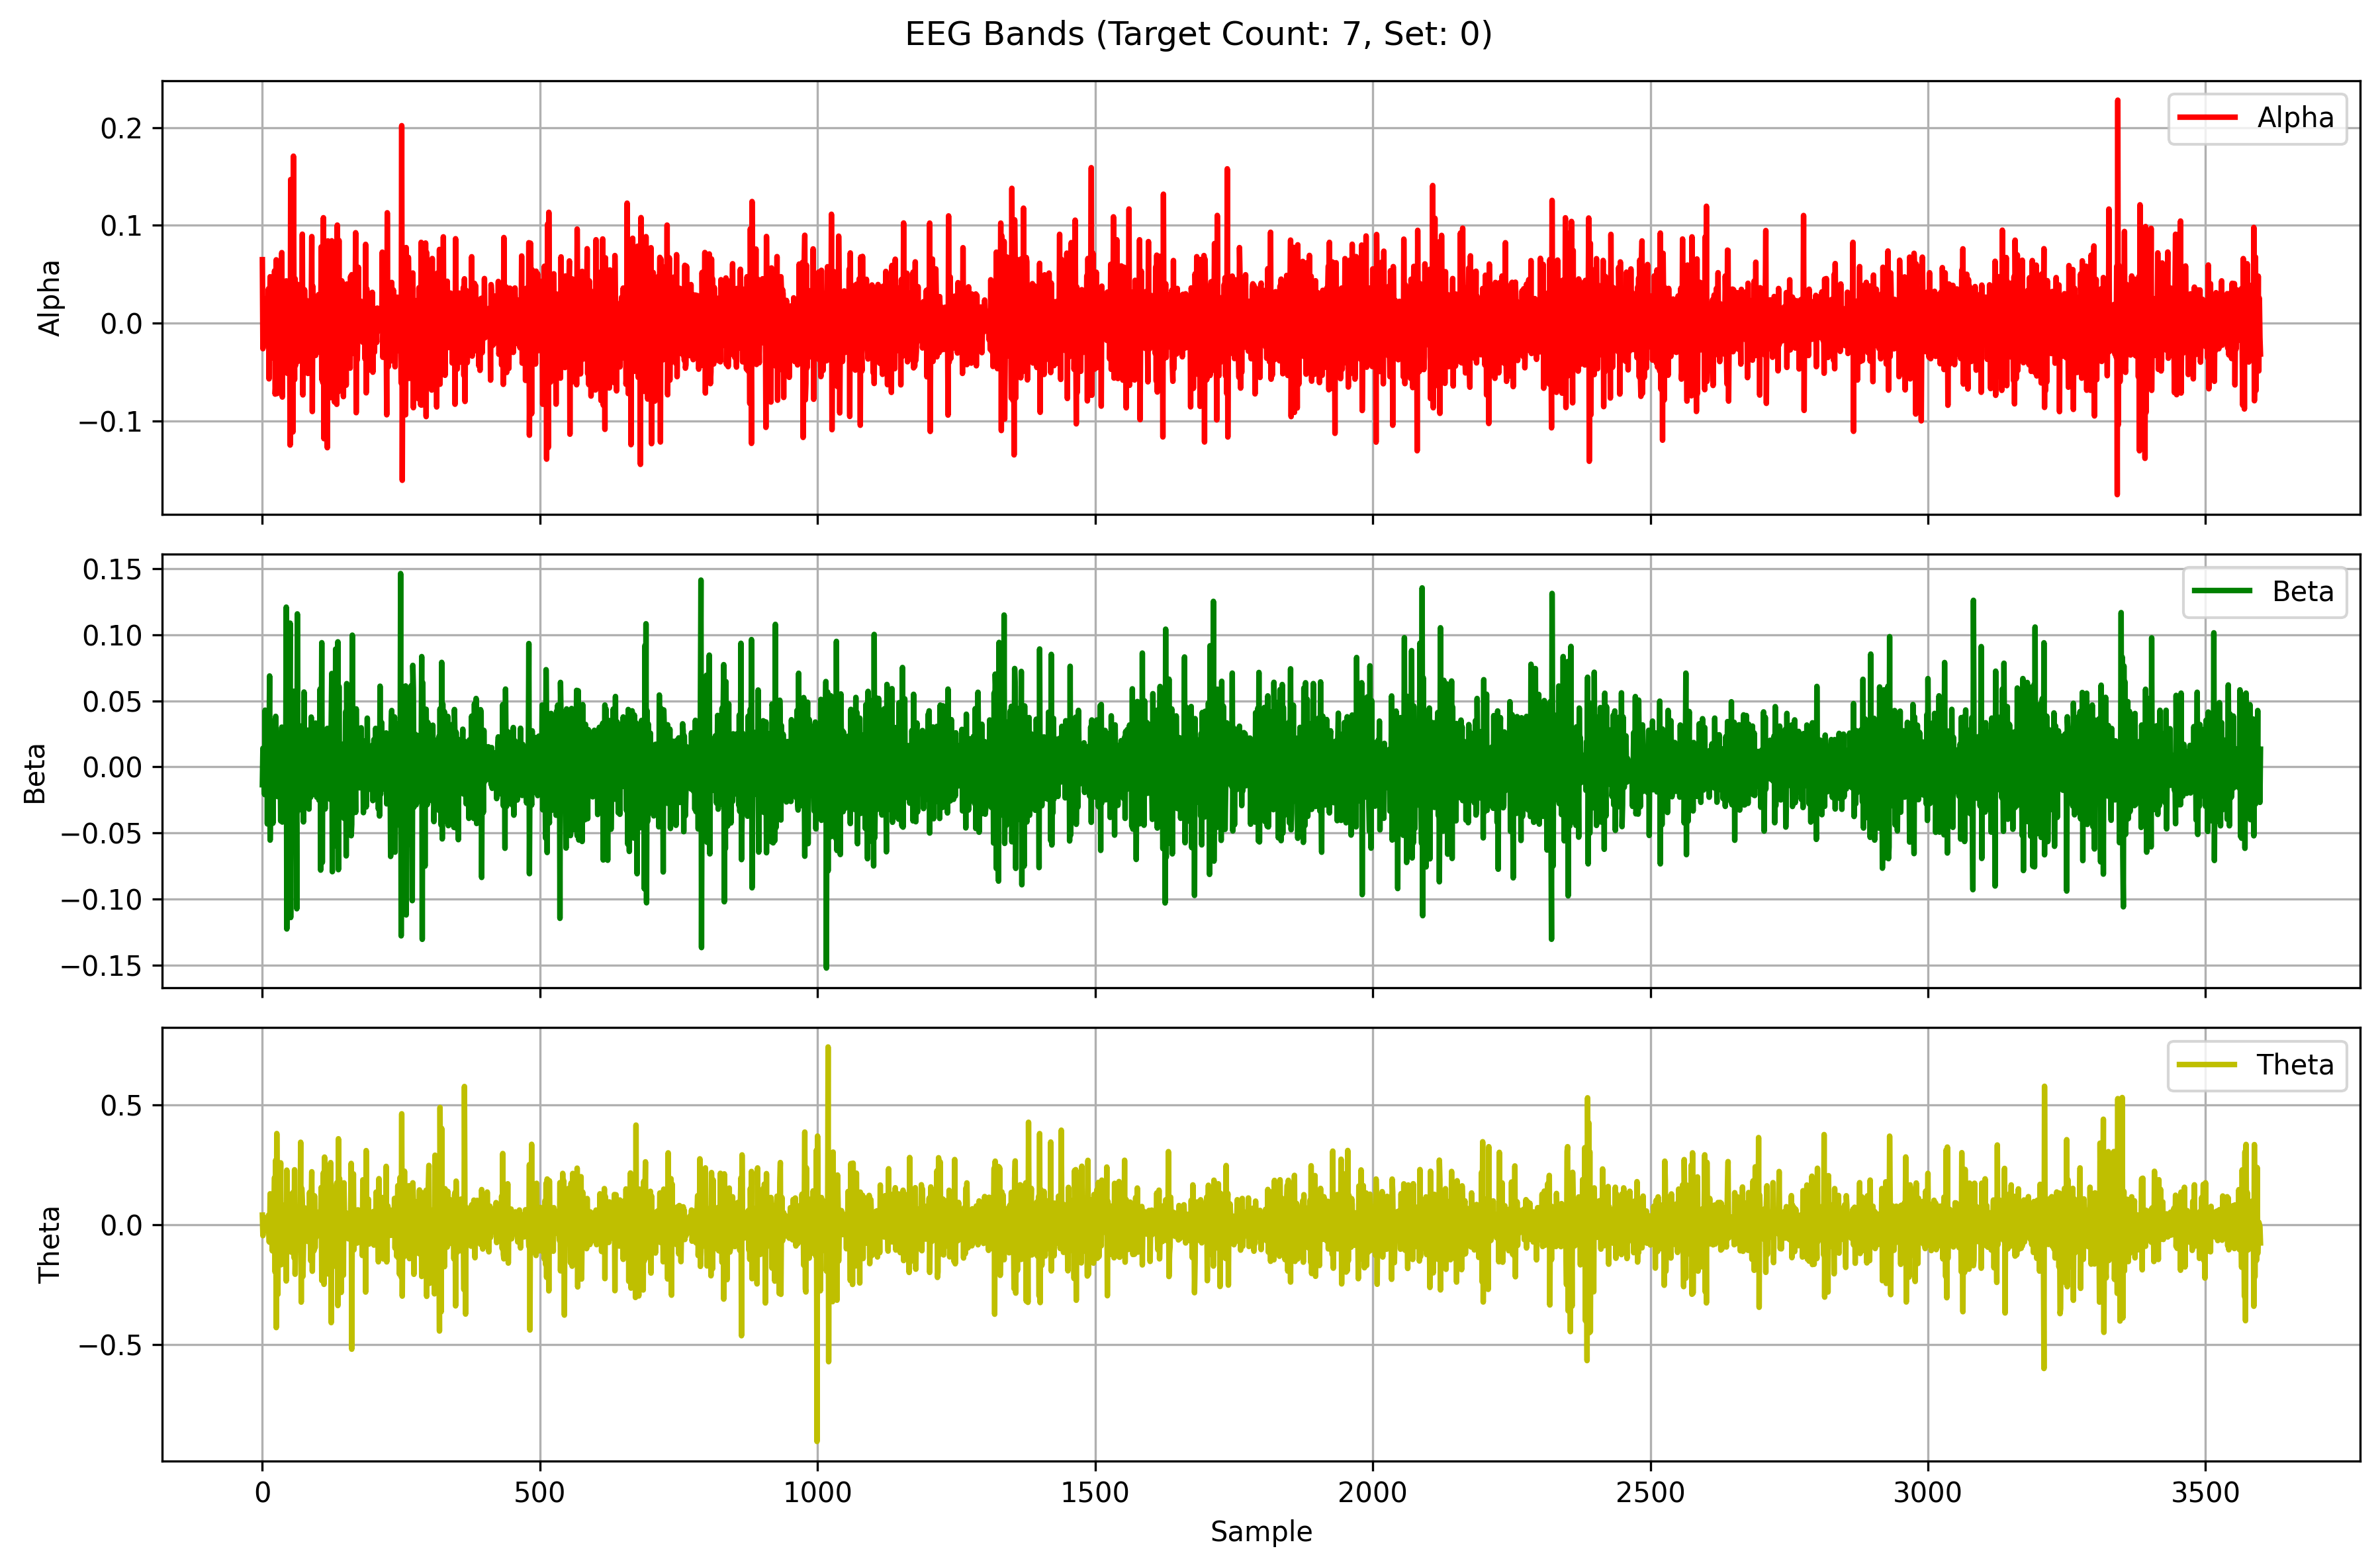 EEG Bands (Target Count: 7, Set: 0)
Alpha
0.2
0.1
0.0
−0.1
Alpha
Beta
0.15
0.10
0.05
0.00
−0.05
−0.10
−0.15
Beta
Theta
0.5
0.0
−0.5
Theta
0 500 1000 1500 2000 2500 3000 3500
Sample